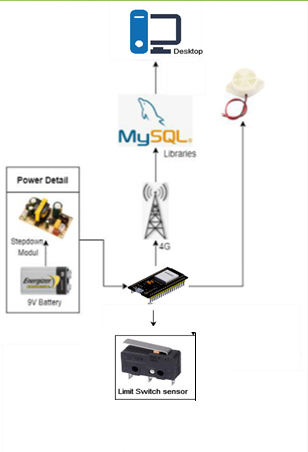 Desktop
MySQL®
Libraries
Power Detail
Stepdown
Modul
4G
ENERGIZER
9V Battery
Limit Switch sensor